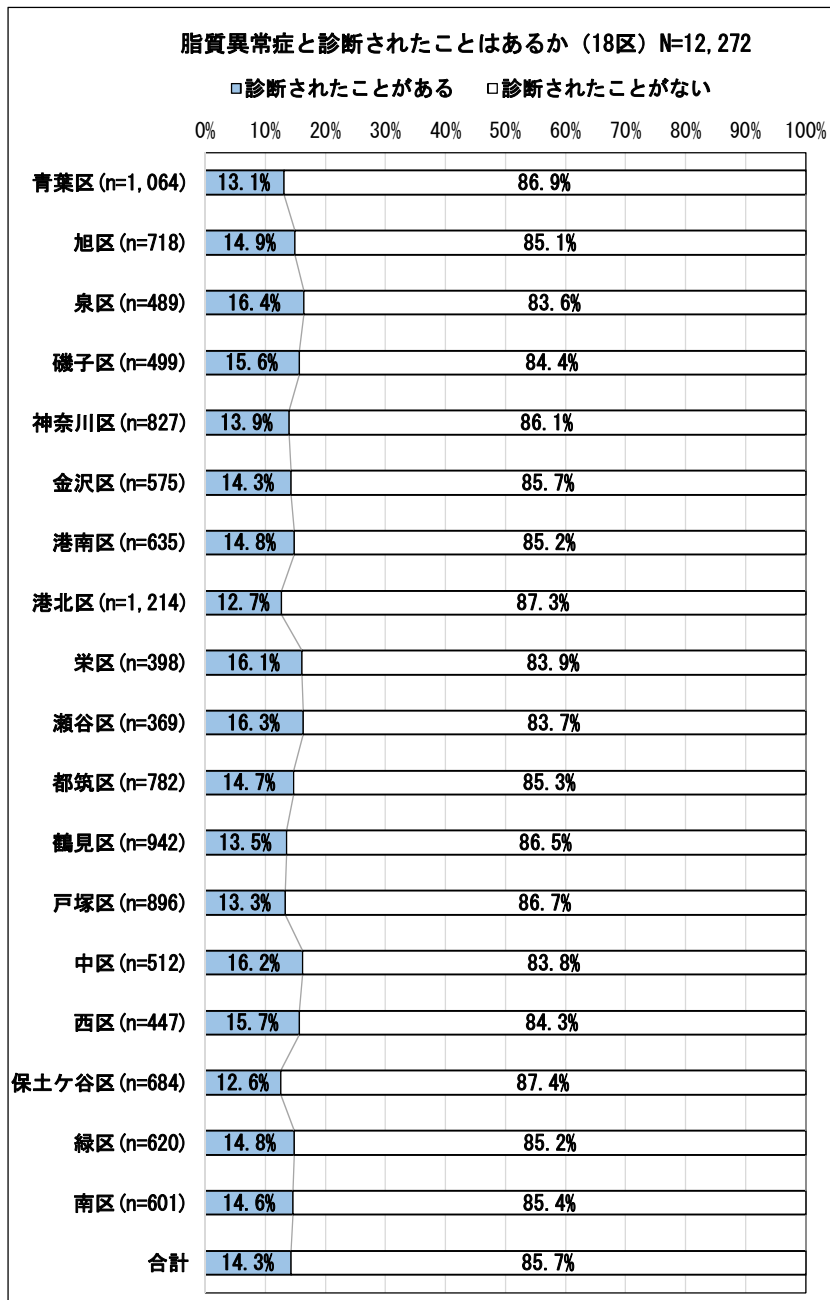 脂質異常症と診断されたことはあるか（18区）N=12,272
■診断されたことがある □診断されたことがない
0% 10% 20% 30% 40% 50% 60% 70% 80% 90% 100%
青葉区(n=1,064) 13.1% 86.9%
旭区(n=718) 14.9% 85.1%
泉区(n=489) 16.4% 83.6%
磯子区(n=499) 15.6% 84.4%
神奈川区(n=827) 13.9% 86.1%
金沢区(n=575) 14.3% 85.7%
港南区(n=635) 14.8% 85.2%
港北区(n=1,214) 12.7% 87.3%
栄区(n=398) 16.1% 83.9%
瀬谷区(n=369) 16.3% 83.7%
都筑区(n=782) 14.7% 85.3%
鶴見区(n=942) 13.5% 86.5%
戸塚区(n=896) 13.3% 86.7%
中区(n=512) 16.2% 83.8%
西区(n=447) 15.7% 84.3%
保土ケ谷区(n=684) 12.6% 87.4%
緑区(n=620) 14.8% 85.2%
南区(n=601) 14.6% 85.4%
合計 14.3% 85.7%